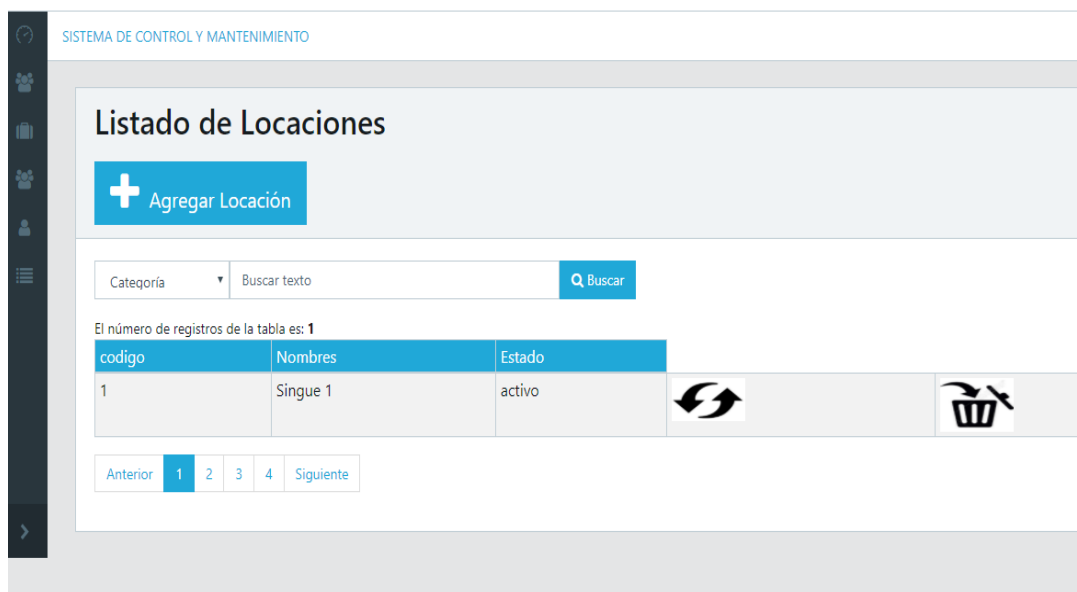 SISTEMA DE CONTROL Y MANTENIMIENTO
Listado de Locaciones
Agregar Locación
Categoría Buscar texto Buscar
El número de registros de la tabla es: 1
codigo Nombres Estado
1 Singue 1 activo
Anterior 1 2 3 4 Siguiente